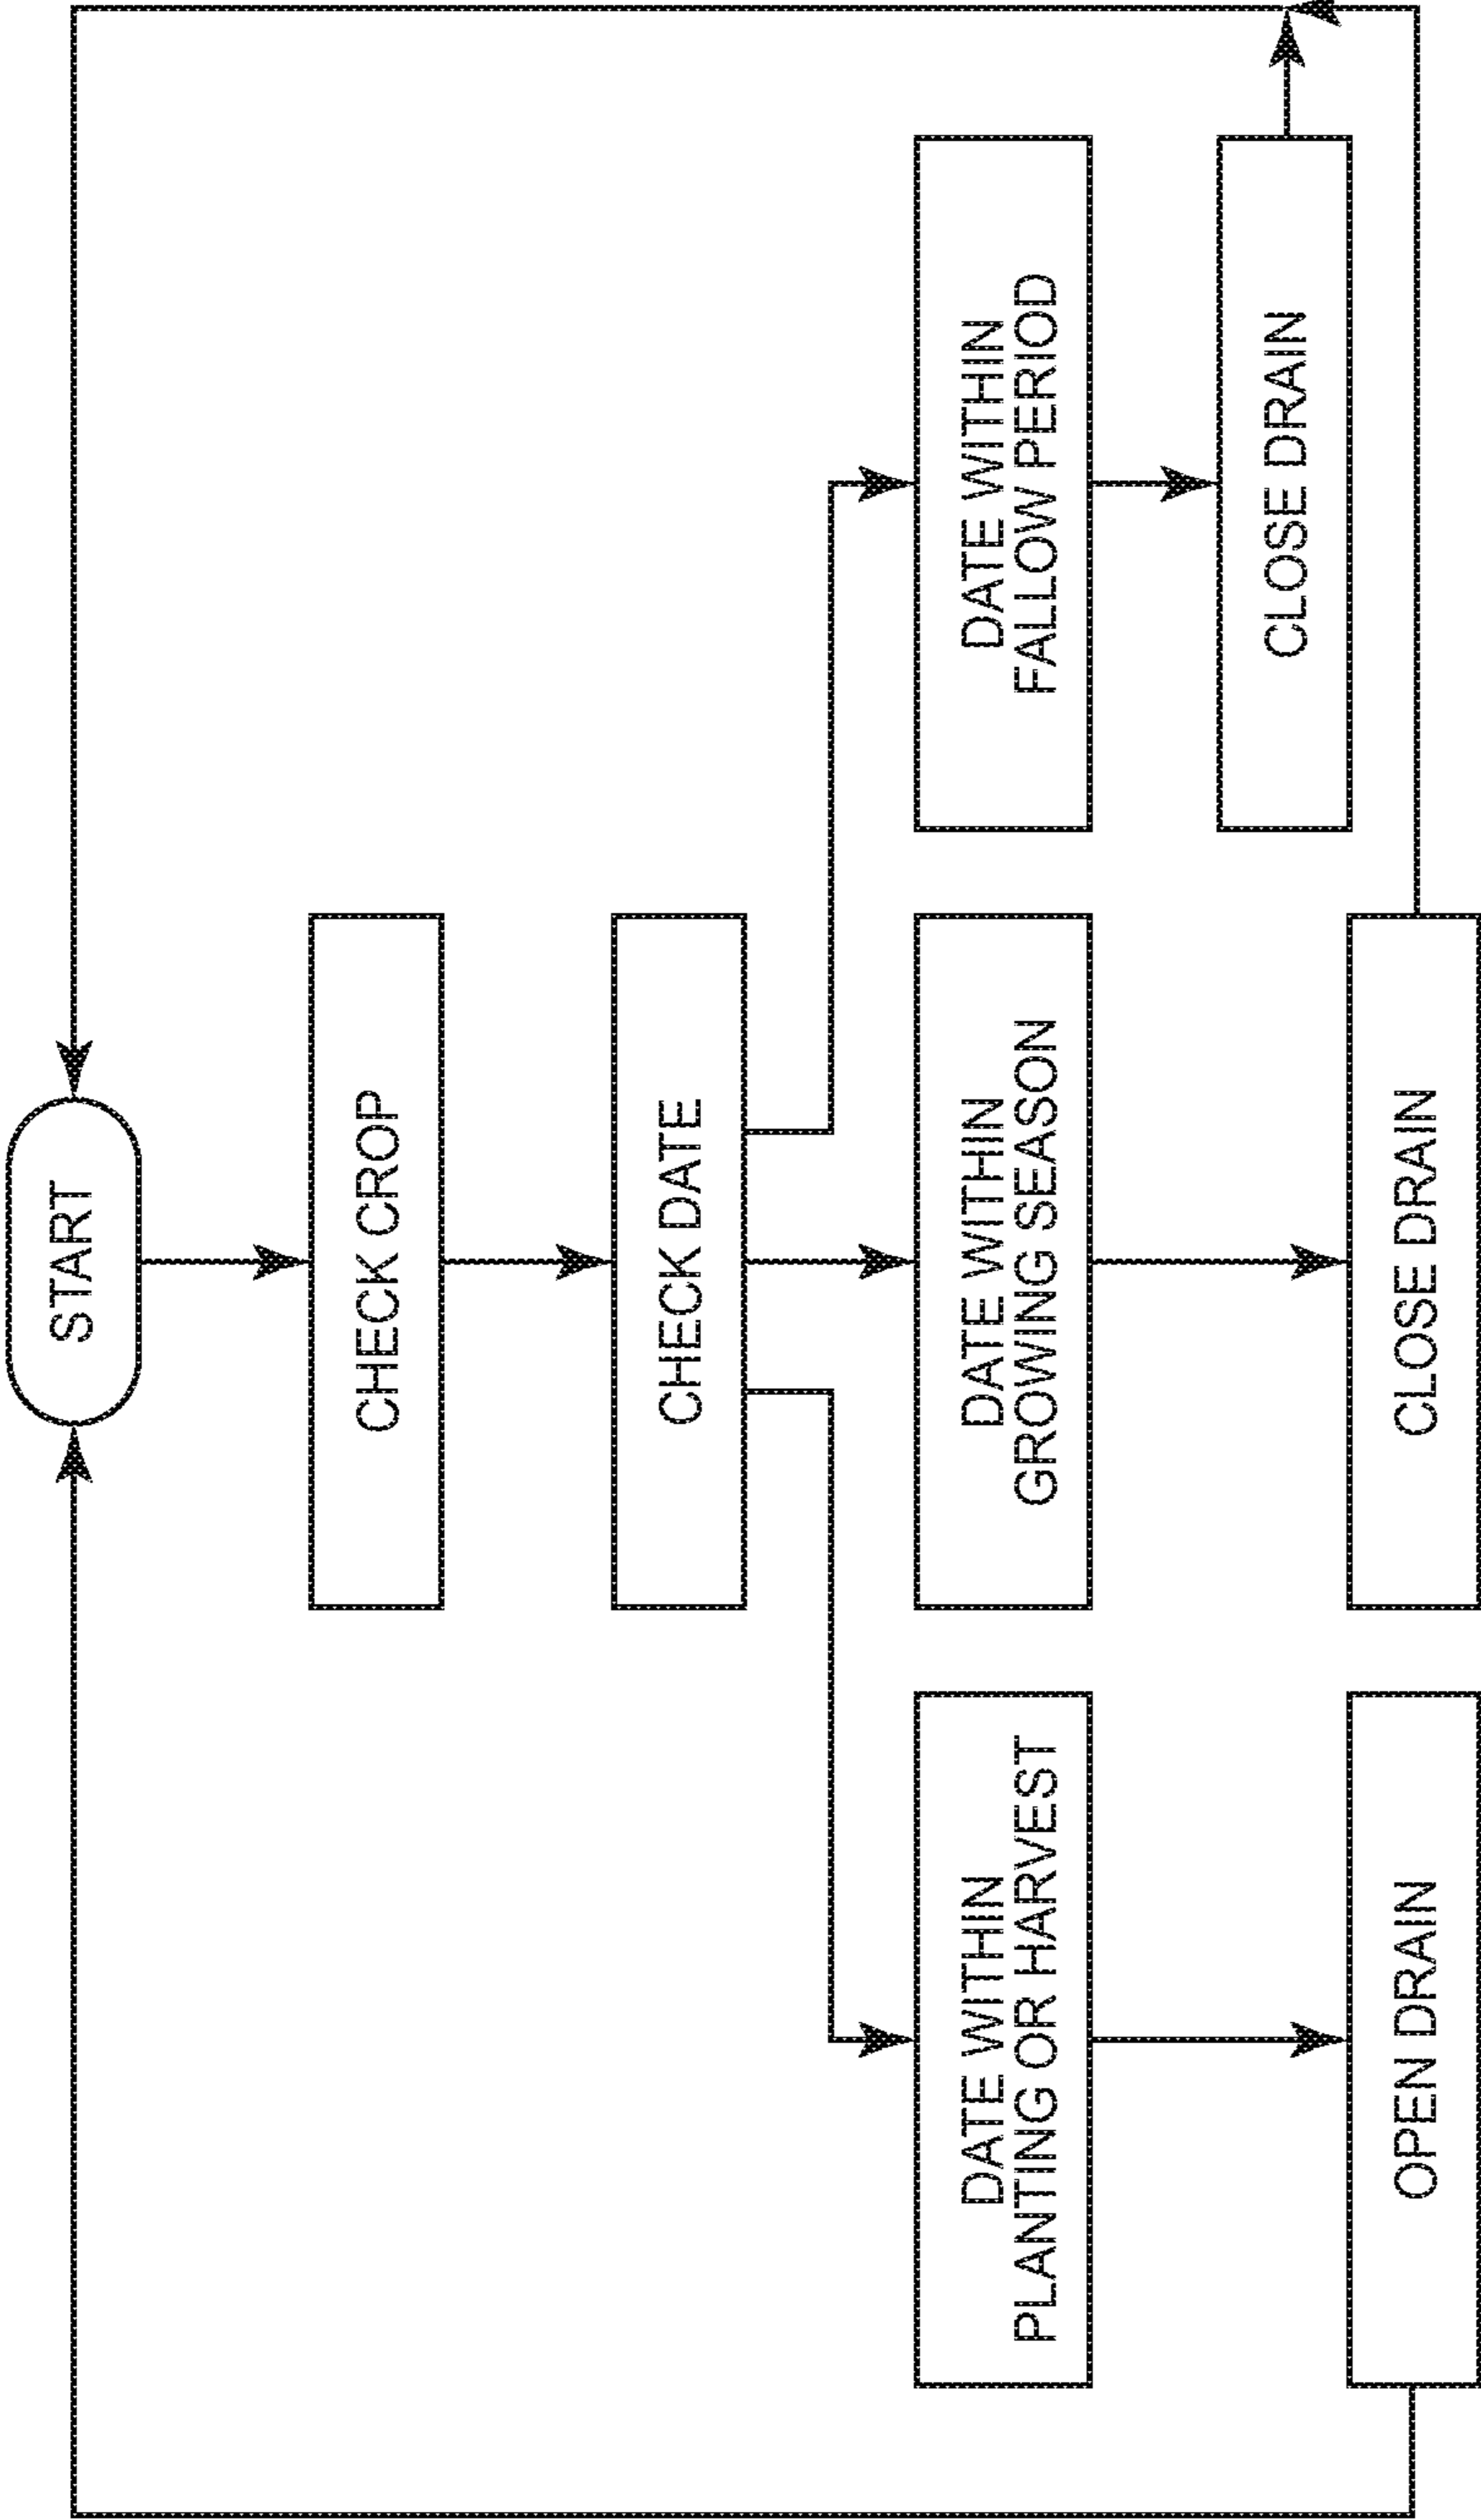 START
CHECK CROP
CHECK DATE
DATE WITHIN
PLANTING OR HARVEST
DATE WITHIN
GROWING SEASON
DATE WITHIN
FALLOW PERIOD
OPEN DRAIN
CLOSE DRAIN
CLOSE DRAIN